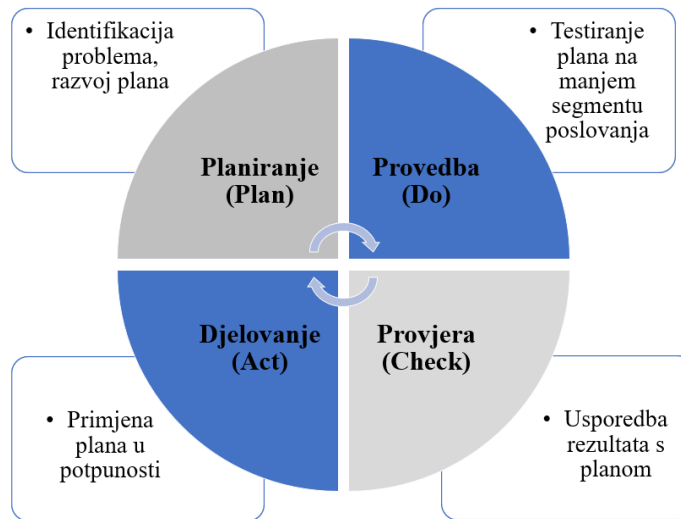 • Identifikacija
problema,
razvoj plana
• Testiranje
plana na
manjem
segmentu
poslovanja
Planiranje
(Plan)
Provedba
(Do)
Djelovanje
(Act)
Provjera
(Check)
• Primjena
plana u
potpunosti
• Usporedba
rezultata s
planom